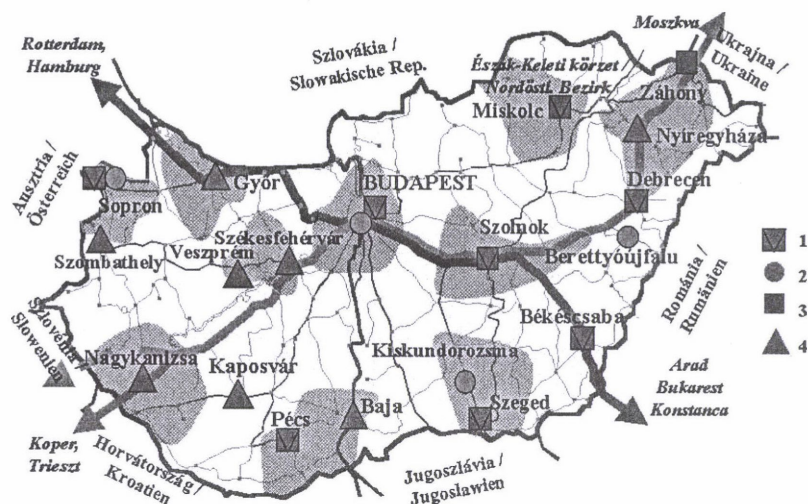 Moszkva
Rotterdam,
Hamburg
Szlovákia /
Slowakische Rep.
Ukrajna /
Ukraine
Észak-Keleti körzet /
Nordöstl. Bezirk
Miskolc
Záhony
Nyíregyháza
Ausztria /
Österreich
Győr
BUDAPEST
Debrecen
Sopron
Szolnok
Székesfehérvár
Veszprém
Szombathely
Berettyóújfalu
Románia /
Rumänien
Szlovénia /
Slowenien
Békéscsaba
Nagykanizsa
Kaposvár
Kiskundorozsma
Arad
Bukarest
Konstanca
Baja
Szeged
Pécs
Koper,
Trieszt
Horvátország /
Kroatien
Jugoszlávia /
Jugoslawien
1
2
3
4